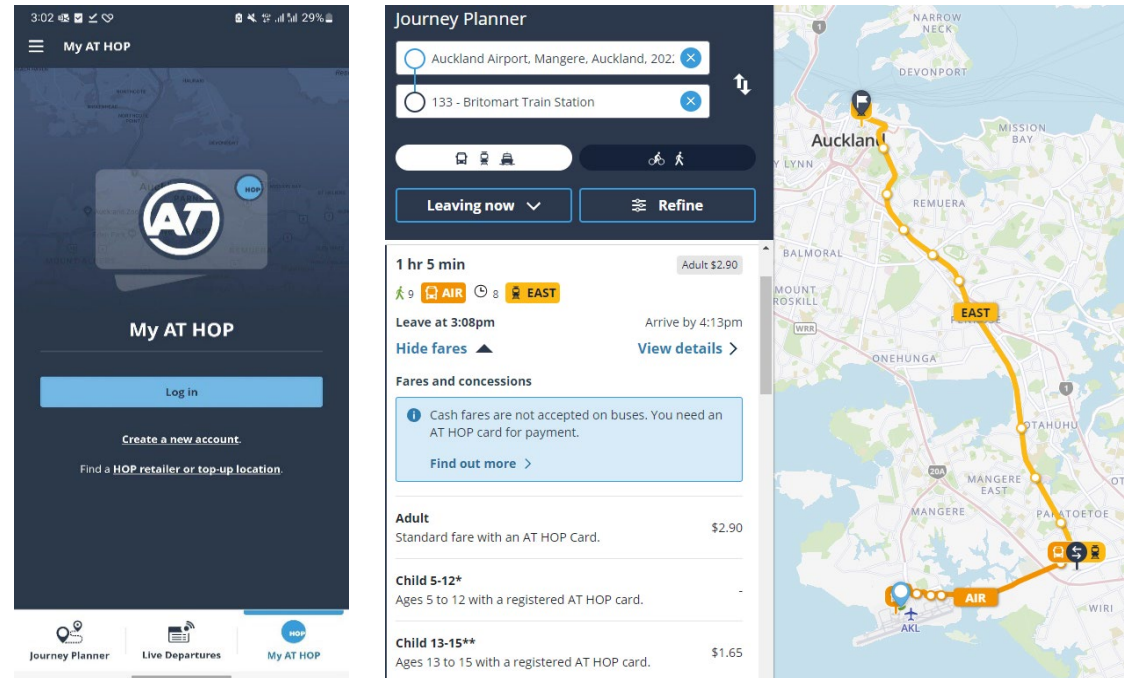 3:02
29%
My AT HOP
AT
HOP
My AT HOP
Log in
Create a new account.
Find a HOP retailer or top-up location.
Journey Planner
Live Departures
HOP
My AT HOP
Journey Planner
Auckland Airport, Mangere, Auckland, 202
133 - Britomart Train Station
Leaving now
Refine
1 hr 5 min
Adult $2.90
9 AIR 8 EAST
Leave at 3:08pm
Arrive by 4:13pm
Hide fares
View details
Fares and concessions
Cash fares are not accepted on buses. You need an
AT HOP card for payment.
Find out more
Adult
Standard fare with an AT HOP Card.
$2.90
Child 5-12*
Ages 5 to 12 with a registered AT HOP card.
-
Child 13-15**
Ages 13 to 15 with a registered AT HOP card.
$1.65
NARROW
NECK
DEVONPORT
MISSION
BAY
Auckland
Y LYNN
REMUERA
BALMORAL
MOUNT
ROSKILL
WRR
EAST
ONEHUNGA
1
OTAHUHU
20A
MANGERE
EAST
OT
MANGERE
PAPATOETOE
AIR
WIRI
AKL